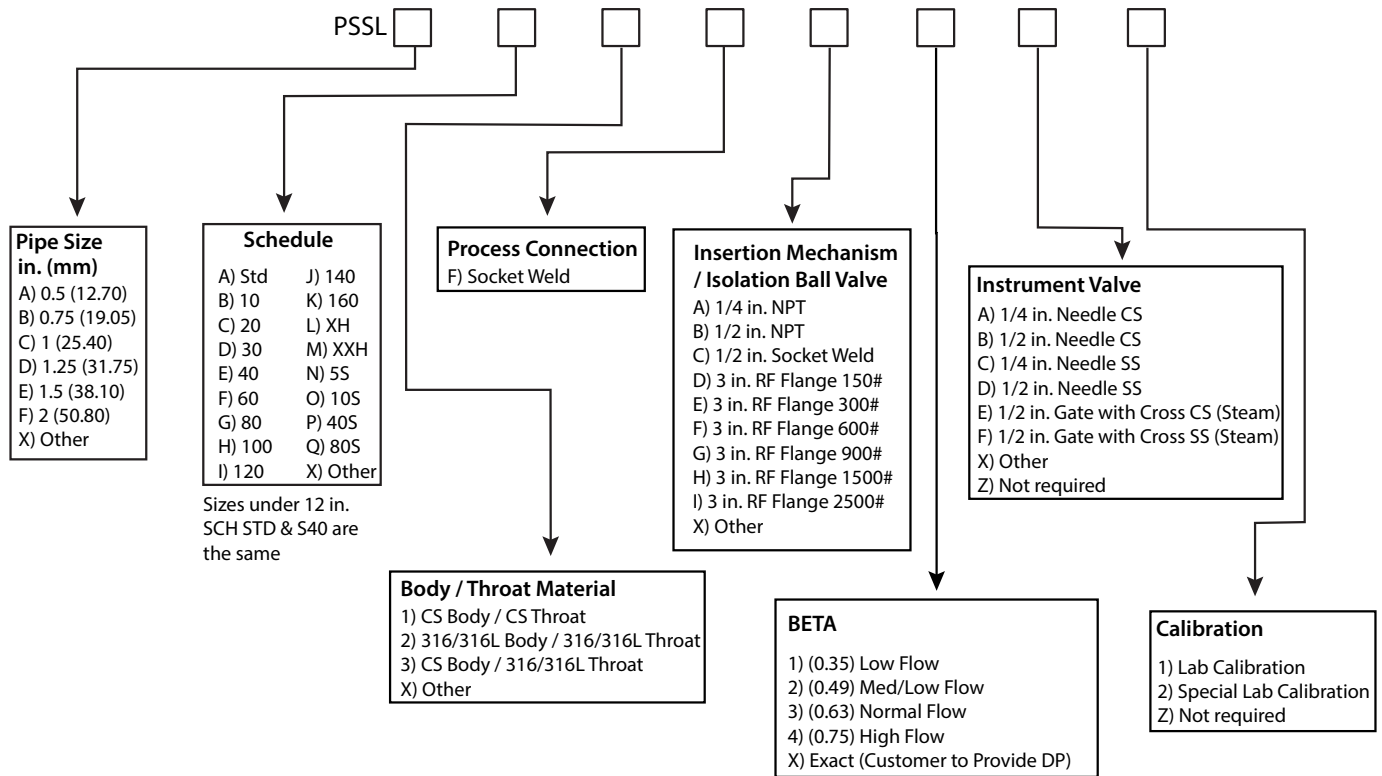 PSSL
Pipe Size
in. (mm)
A) 0.5 (12.70)
B) 0.75 (19.05)
C) 1 (25.40)
D) 1.25 (31.75)
E) 1.5 (38.10)
F) 2 (50.80)
X) Other
Schedule
A) Std
B) 10
C) 20
D) 30
E) 40
F) 60
G) 80
H) 100
I) 120
J) 140
K) 160
L) XH
M) XXH
N) 5S
O) 10S
P) 40S
Q) 80S
X) Other
Sizes under 12 in.
SCH STD & S40 are
the same
Body / Throat Material
1) CS Body / CS Throat
2) 316/316L Body / 316/316L Throat
3) CS Body / 316/316L Throat
X) Other
Process Connection
F) Socket Weld
Insertion Mechanism
/ Isolation Ball Valve
A) 1/4 in. NPT
B) 1/2 in. NPT
C) 1/2 in. Socket Weld
D) 3 in. RF Flange 150#
E) 3 in. RF Flange 300#
F) 3 in. RF Flange 600#
G) 3 in. RF Flange 900#
H) 3 in. RF Flange 1500#
I) 3 in. RF Flange 2500#
X) Other
BETA
1) (0.35) Low Flow
2) (0.49) Med/Low Flow
3) (0.63) Normal Flow
4) (0.75) High Flow
X) Exact (Customer to Provide DP)
Instrument Valve
A) 1/4 in. Needle CS
B) 1/2 in. Needle CS
C) 1/4 in. Needle SS
D) 1/2 in. Needle SS
E) 1/2 in. Gate with Cross CS (Steam)
F) 1/2 in. Gate with Cross SS (Steam)
X) Other
Z) Not required
Calibration
1) Lab Calibration
2) Special Lab Calibration
Z) Not required